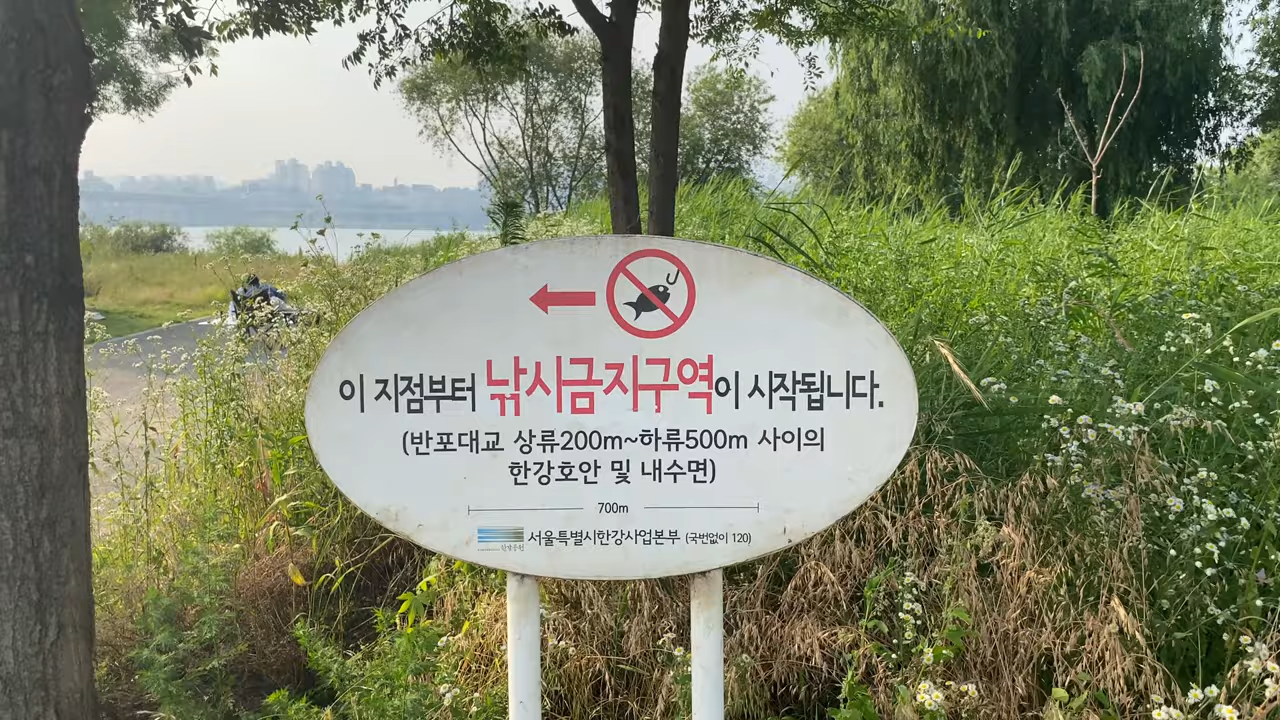 이 지점부터 낚시금지구역이 시작됩니다.
(반포대교 상류200m~하류500m 사이의
한강호안 및 내수면)
700m
서울특별시한강사업본부 (국번없이 120)